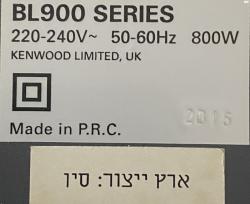 BL900 SERIES
220-240V~ 50-60Hz 800W
KENWOOD LIMITED, UK
2015
Made in P.R.C.
ארץ ייצור: סין